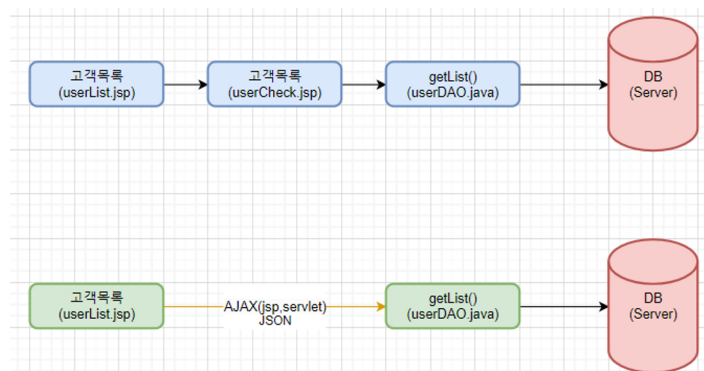 고객목록
(userList.jsp)
고객목록
(userCheck.jsp)
getList()
(userDAO.java)
DB
(Server)
고객목록
(userList.jsp)
AJAX(jsp,servlet)
JSON
getList()
(userDAO.java)
DB
(Server)